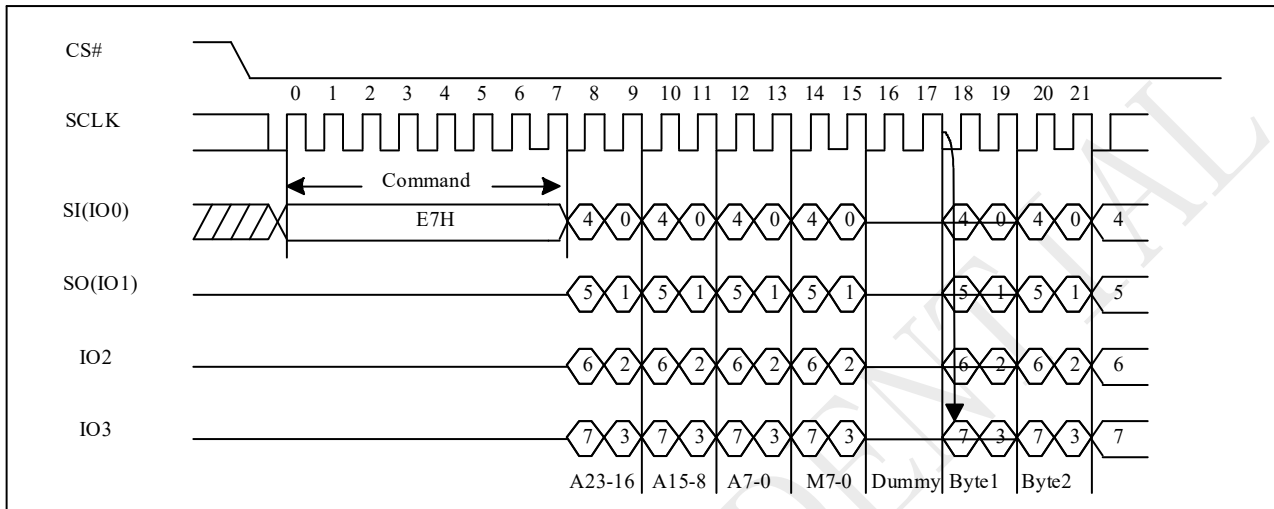 CS#
0 1 2 3 4 5 6 7 8 9 10 11 12 13 14 15 16 17 18 19 20 21
SCLK
Command
SI(IO0) E7H 4 0 4 0 4 0 4 0 4 0 4 0 4
SO(IO1) 5 1 5 1 5 1 5 1 5 1 5 1 5
IO2 6 2 6 2 6 2 6 2 6 2 6 2 6
IO3 7 3 7 3 7 3 7 3 7 3 7 3 7
A23-16 A15-8 A7-0 M7-0 Dummy Byte1 Byte2
DENTIAL